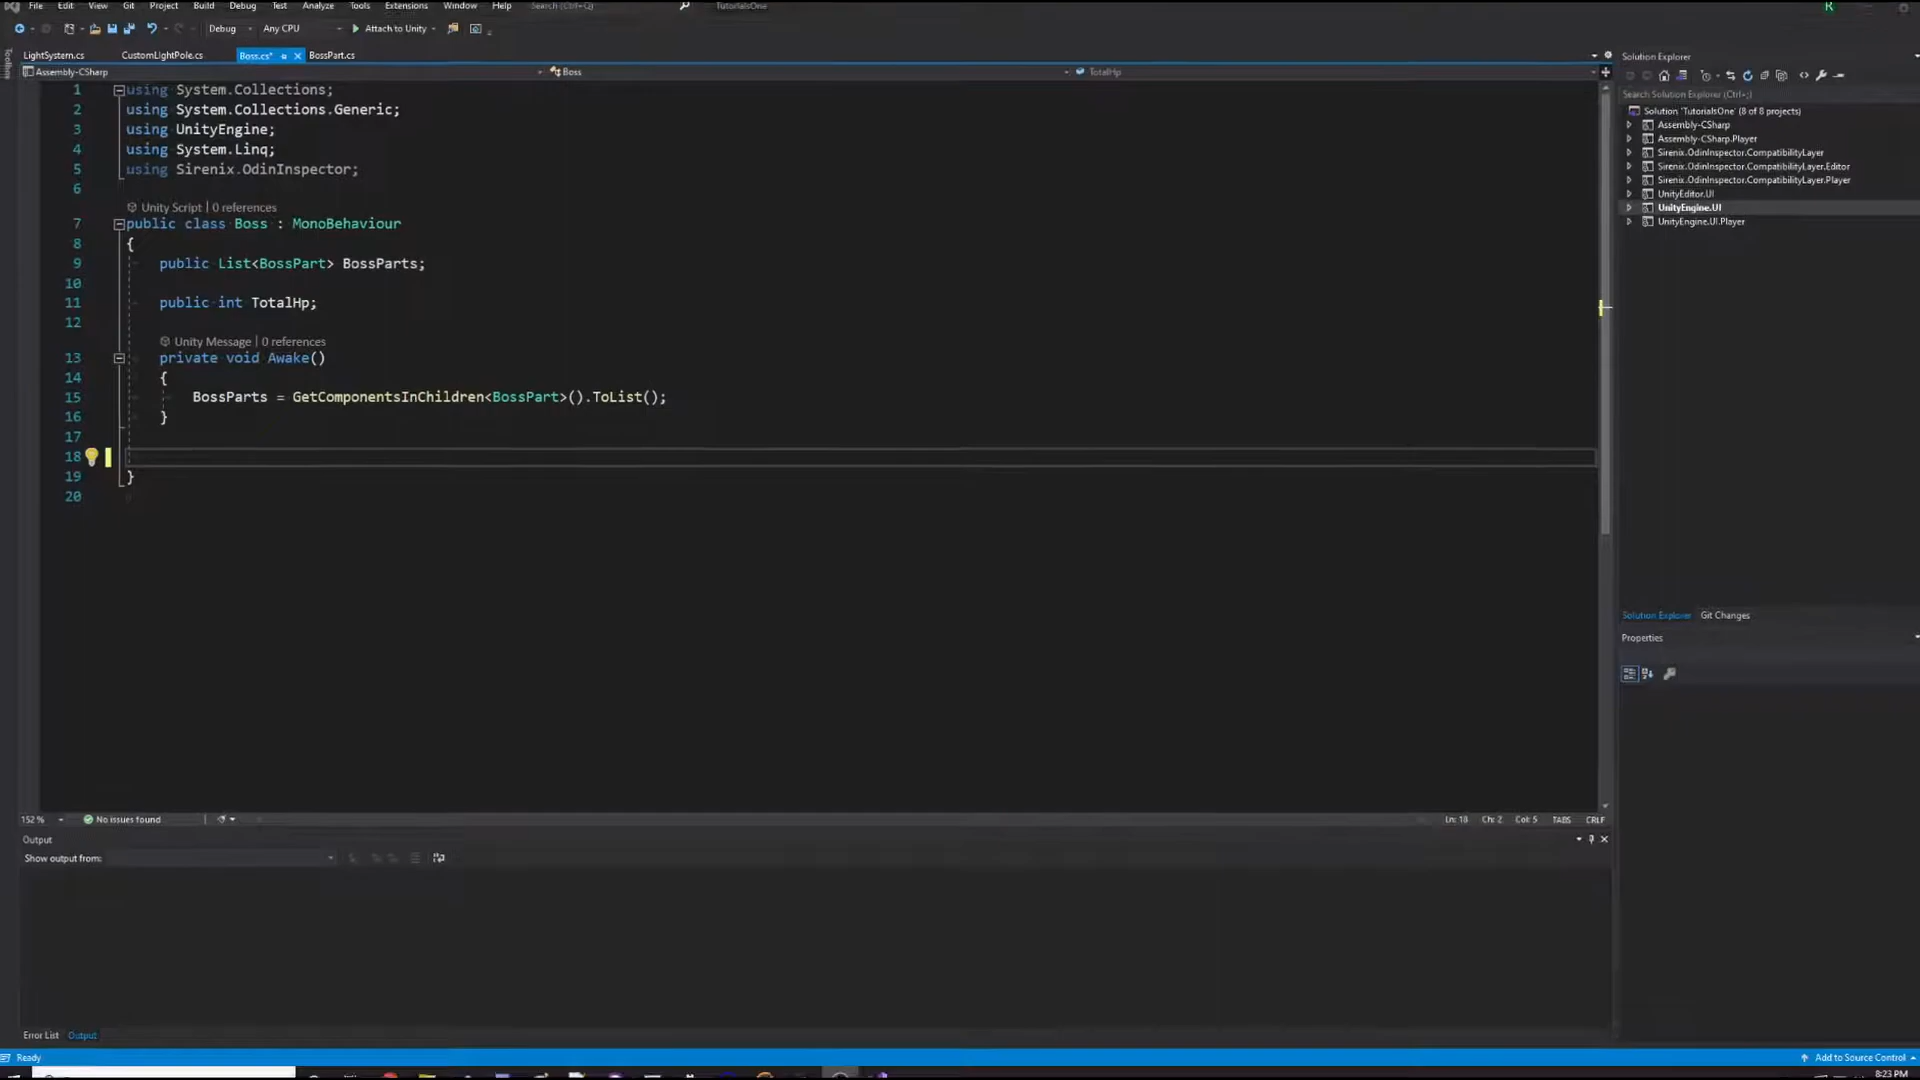 File Edit View Git Project Build Debug Test Analyze Tools Extensions Window Help Search (Ctrl+Q) TutorialsOne R
Debug Any CPU Attach to Unity
Toolbox
LightSystem.cs CustomLightPole.cs Boss.cs* BossPart.cs
Assembly-CSharp Boss TotalHp
1 using System.Collections;
2 using System.Collections.Generic;
3 using UnityEngine;
4 using System.Linq;
5 using Sirenix.OdinInspector;
6
Unity Script | 0 references
7 public class Boss : MonoBehaviour
8 {
9 public List<BossPart> BossParts;
10
11 public int TotalHp;
12
Unity Message | 0 references
13 private void Awake()
14 {
15 BossParts = GetComponentsInChildren<BossPart>().ToList();
16 }
17
18
19 }
20
152 % No issues found Ln: 18 Ch: 2 Col: 5 TABS CRLF
Output
Show output from:
Error List Output
Ready Add to Source Control
8:23 PM
Solution Explorer
Search Solution Explorer (Ctrl+;)
Solution 'TutorialsOne' (8 of 8 projects)
Assembly-CSharp
Assembly-CSharp.Player
Sirenix.OdinInspector.CompatibilityLayer
Sirenix.OdinInspector.CompatibilityLayer.Editor
Sirenix.OdinInspector.CompatibilityLayer.Player
UnityEditor.UI
UnityEngine.UI
UnityEngine.UI.Player
Solution Explorer Git Changes
Properties